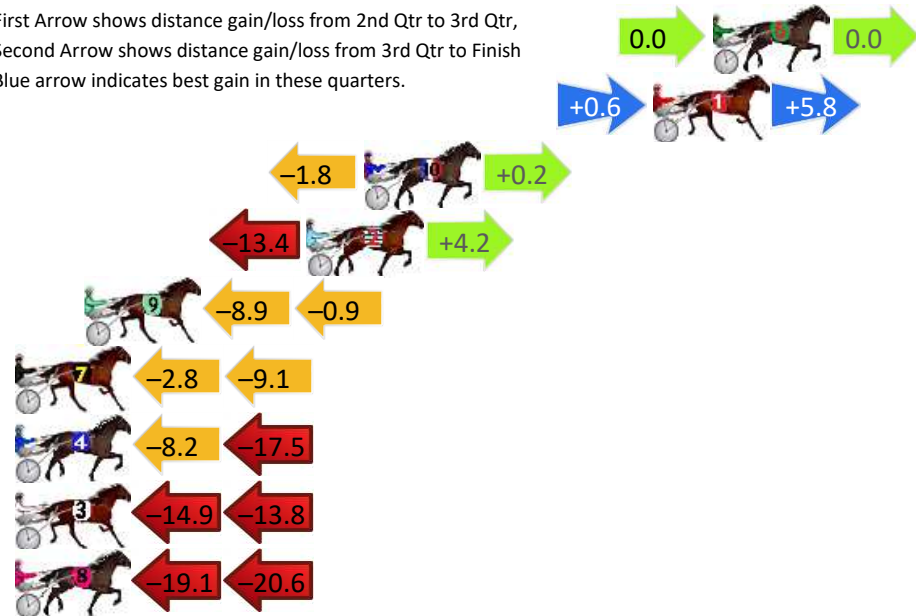 First Arrow shows distance gain/loss from 2nd Qtr to 3rd Qtr,
Second Arrow shows distance gain/loss from 3rd Qtr to Finish
Blue arrow indicates best gain in these quarters.
0.0 0.0
+0.6 1 +5.8
–1.8 10 +0.2
–13.4 2 +4.2
9 –8.9 –0.9
7 –2.8 –9.1
4 –8.2 –17.5
3 –14.9 –13.8
8 –19.1 –20.6